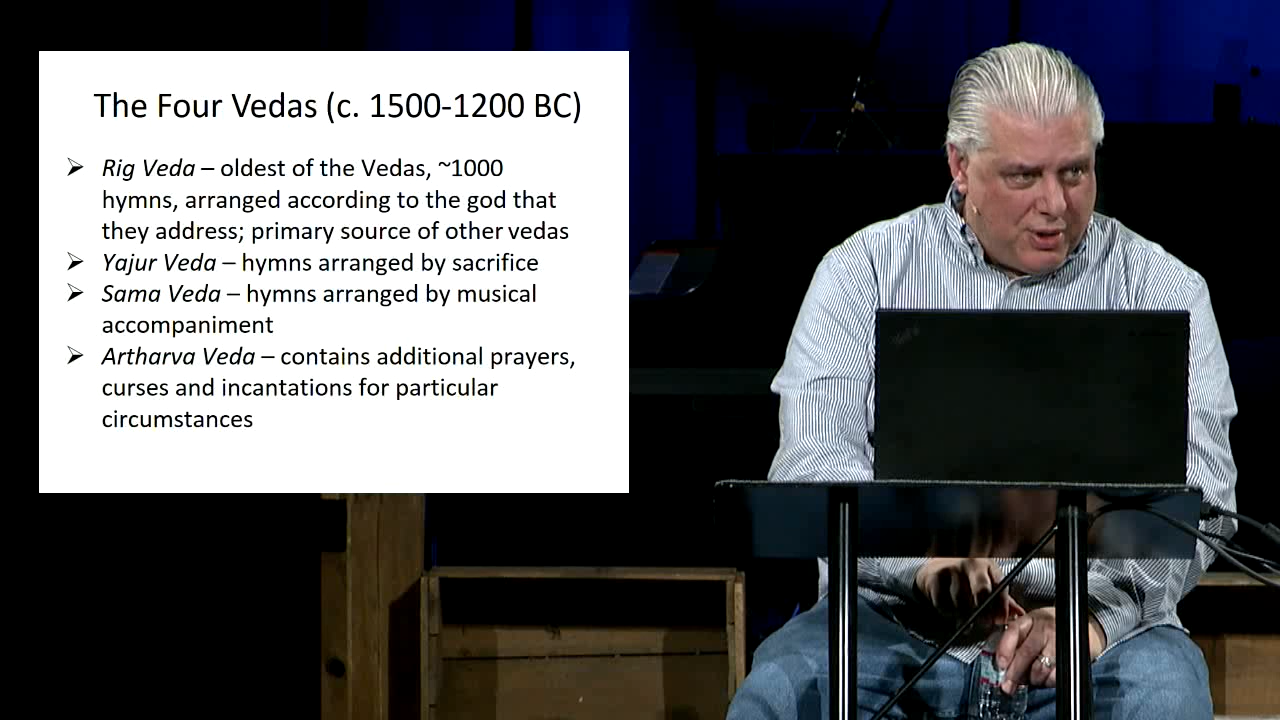 The Four Vedas (c. 1500-1200 BC)
➢ Rig Veda – oldest of the Vedas, ~1000
hymns, arranged according to the god that
they address; primary source of other vedas
➢ Yajur Veda – hymns arranged by sacrifice
➢ Sama Veda – hymns arranged by musical
accompaniment
➢ Artharva Veda – contains additional prayers,
curses and incantations for particular
circumstances